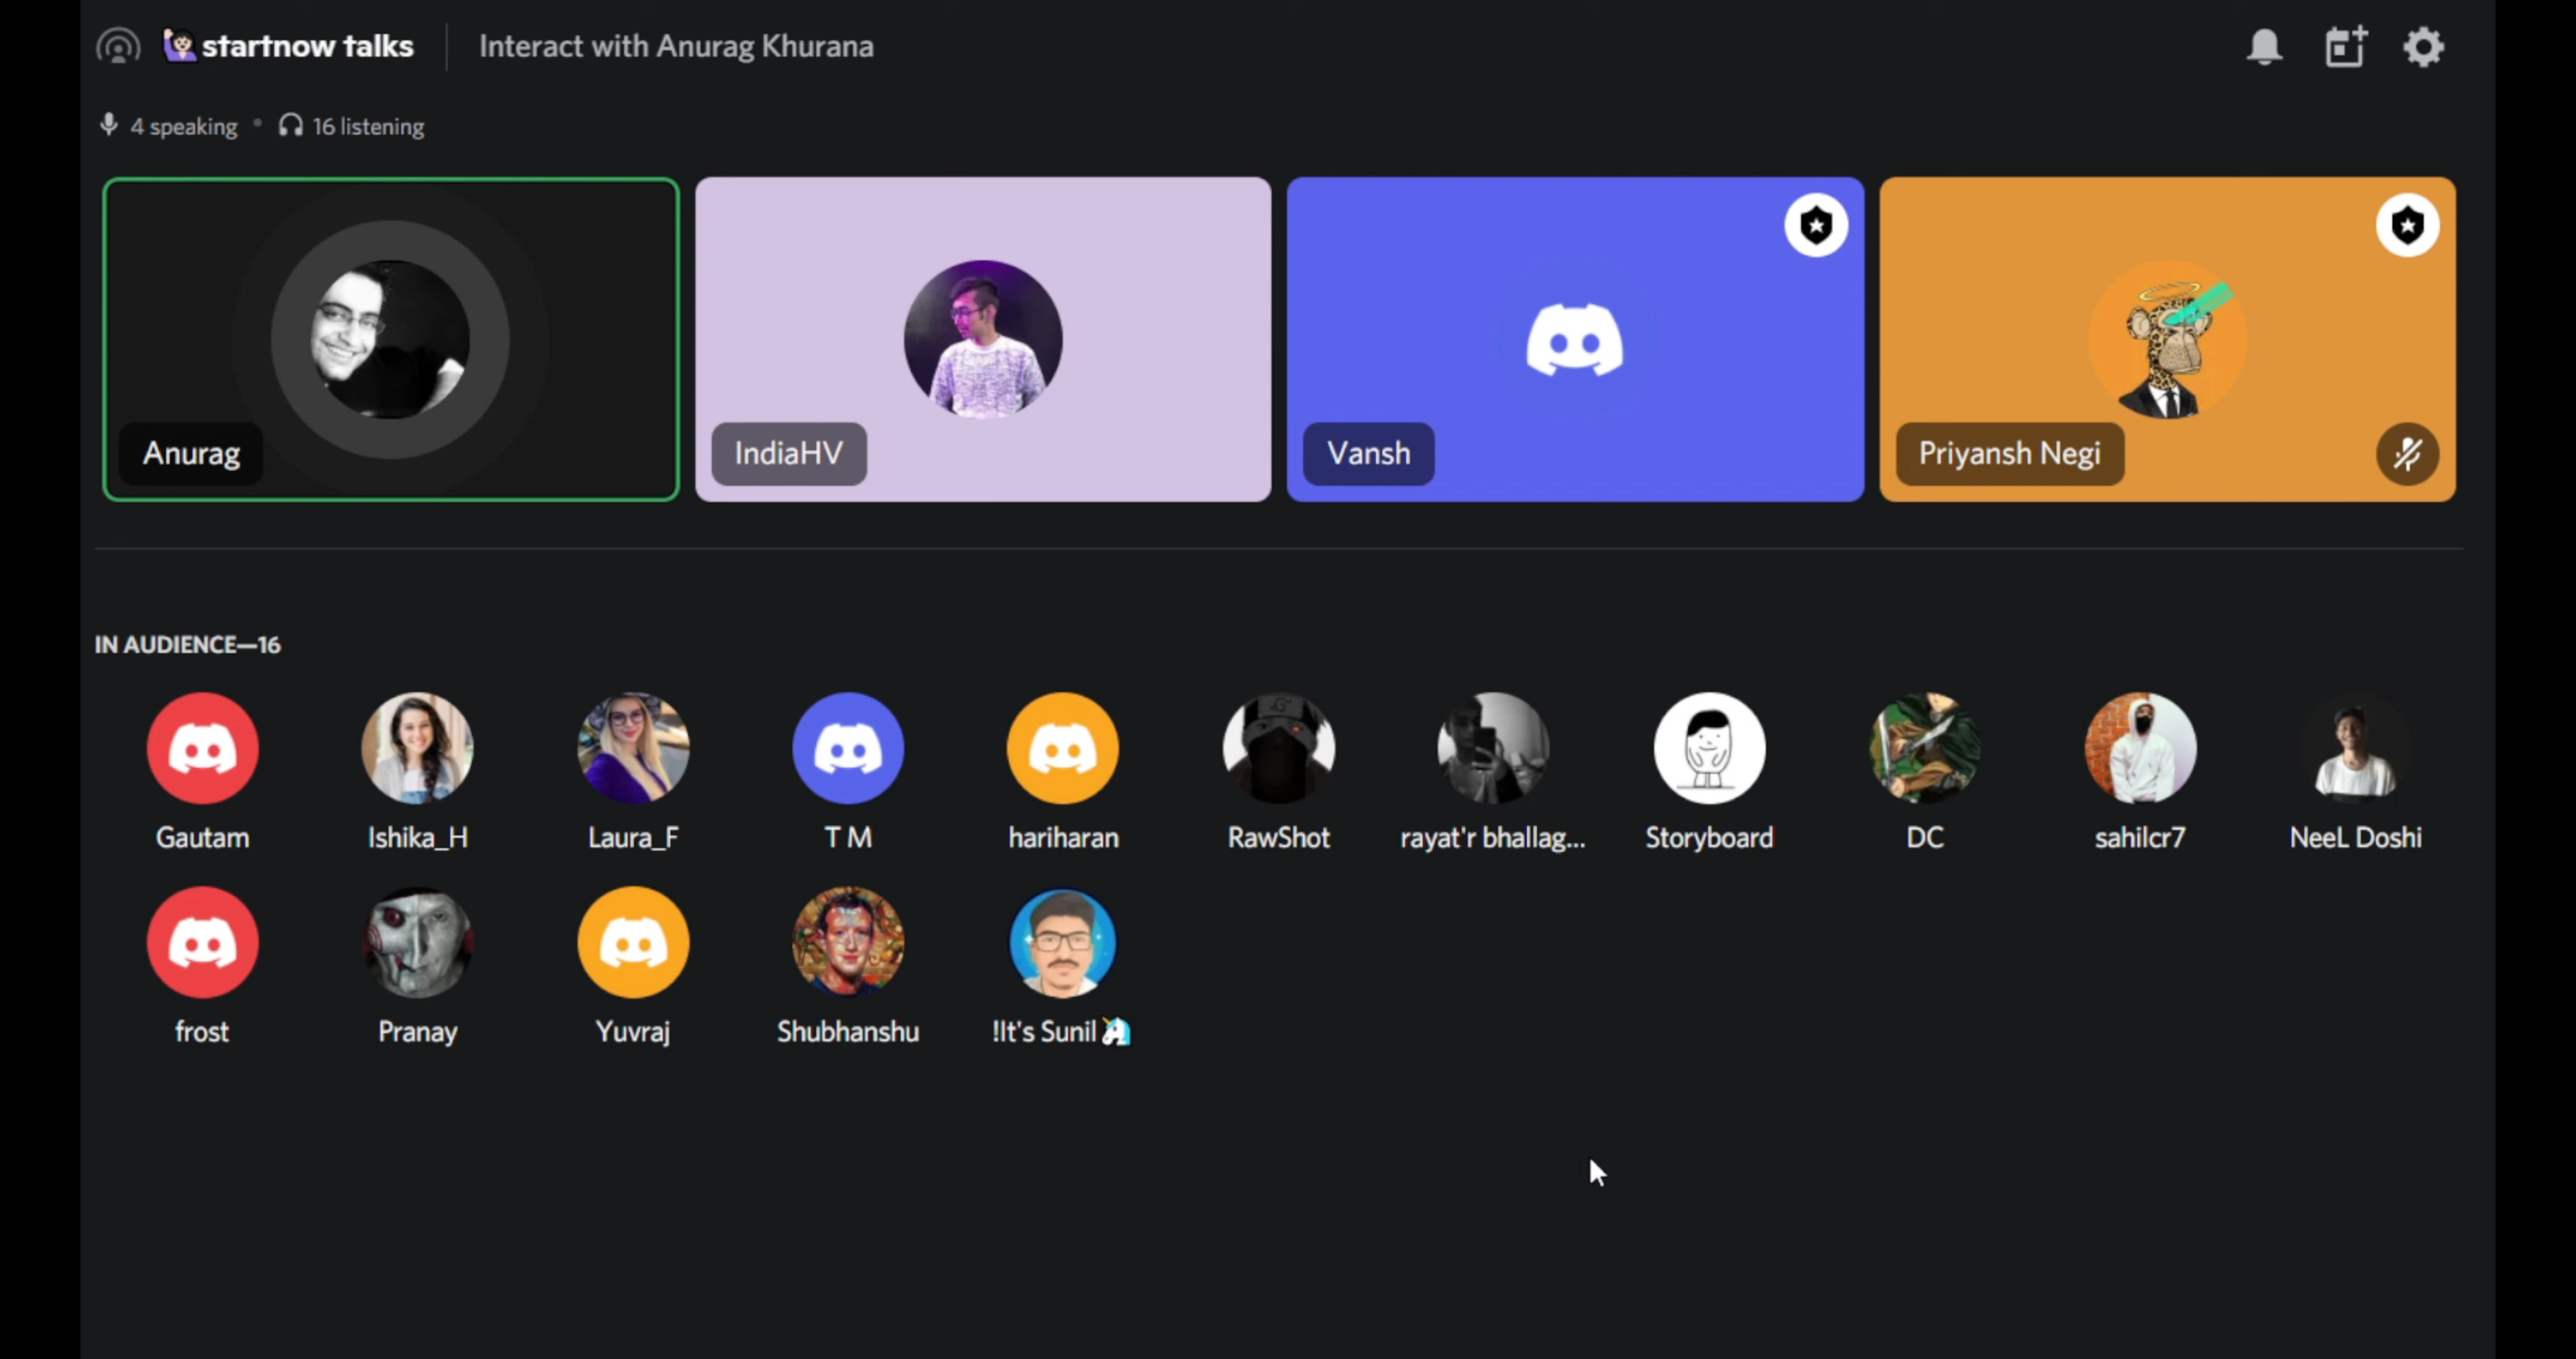 startnow talks Interact with Anurag Khurana
4 speaking • 16 listening
Anurag IndiaHV Vansh Priyansh Negi
IN AUDIENCE—16
Gautam Ishika_H Laura_F T M hariharan RawShot rayat'r bhallag... Storyboard DC sahilcr7 NeeL Doshi
frost Pranay Yuvraj Shubhanshu !It's Sunil🦄